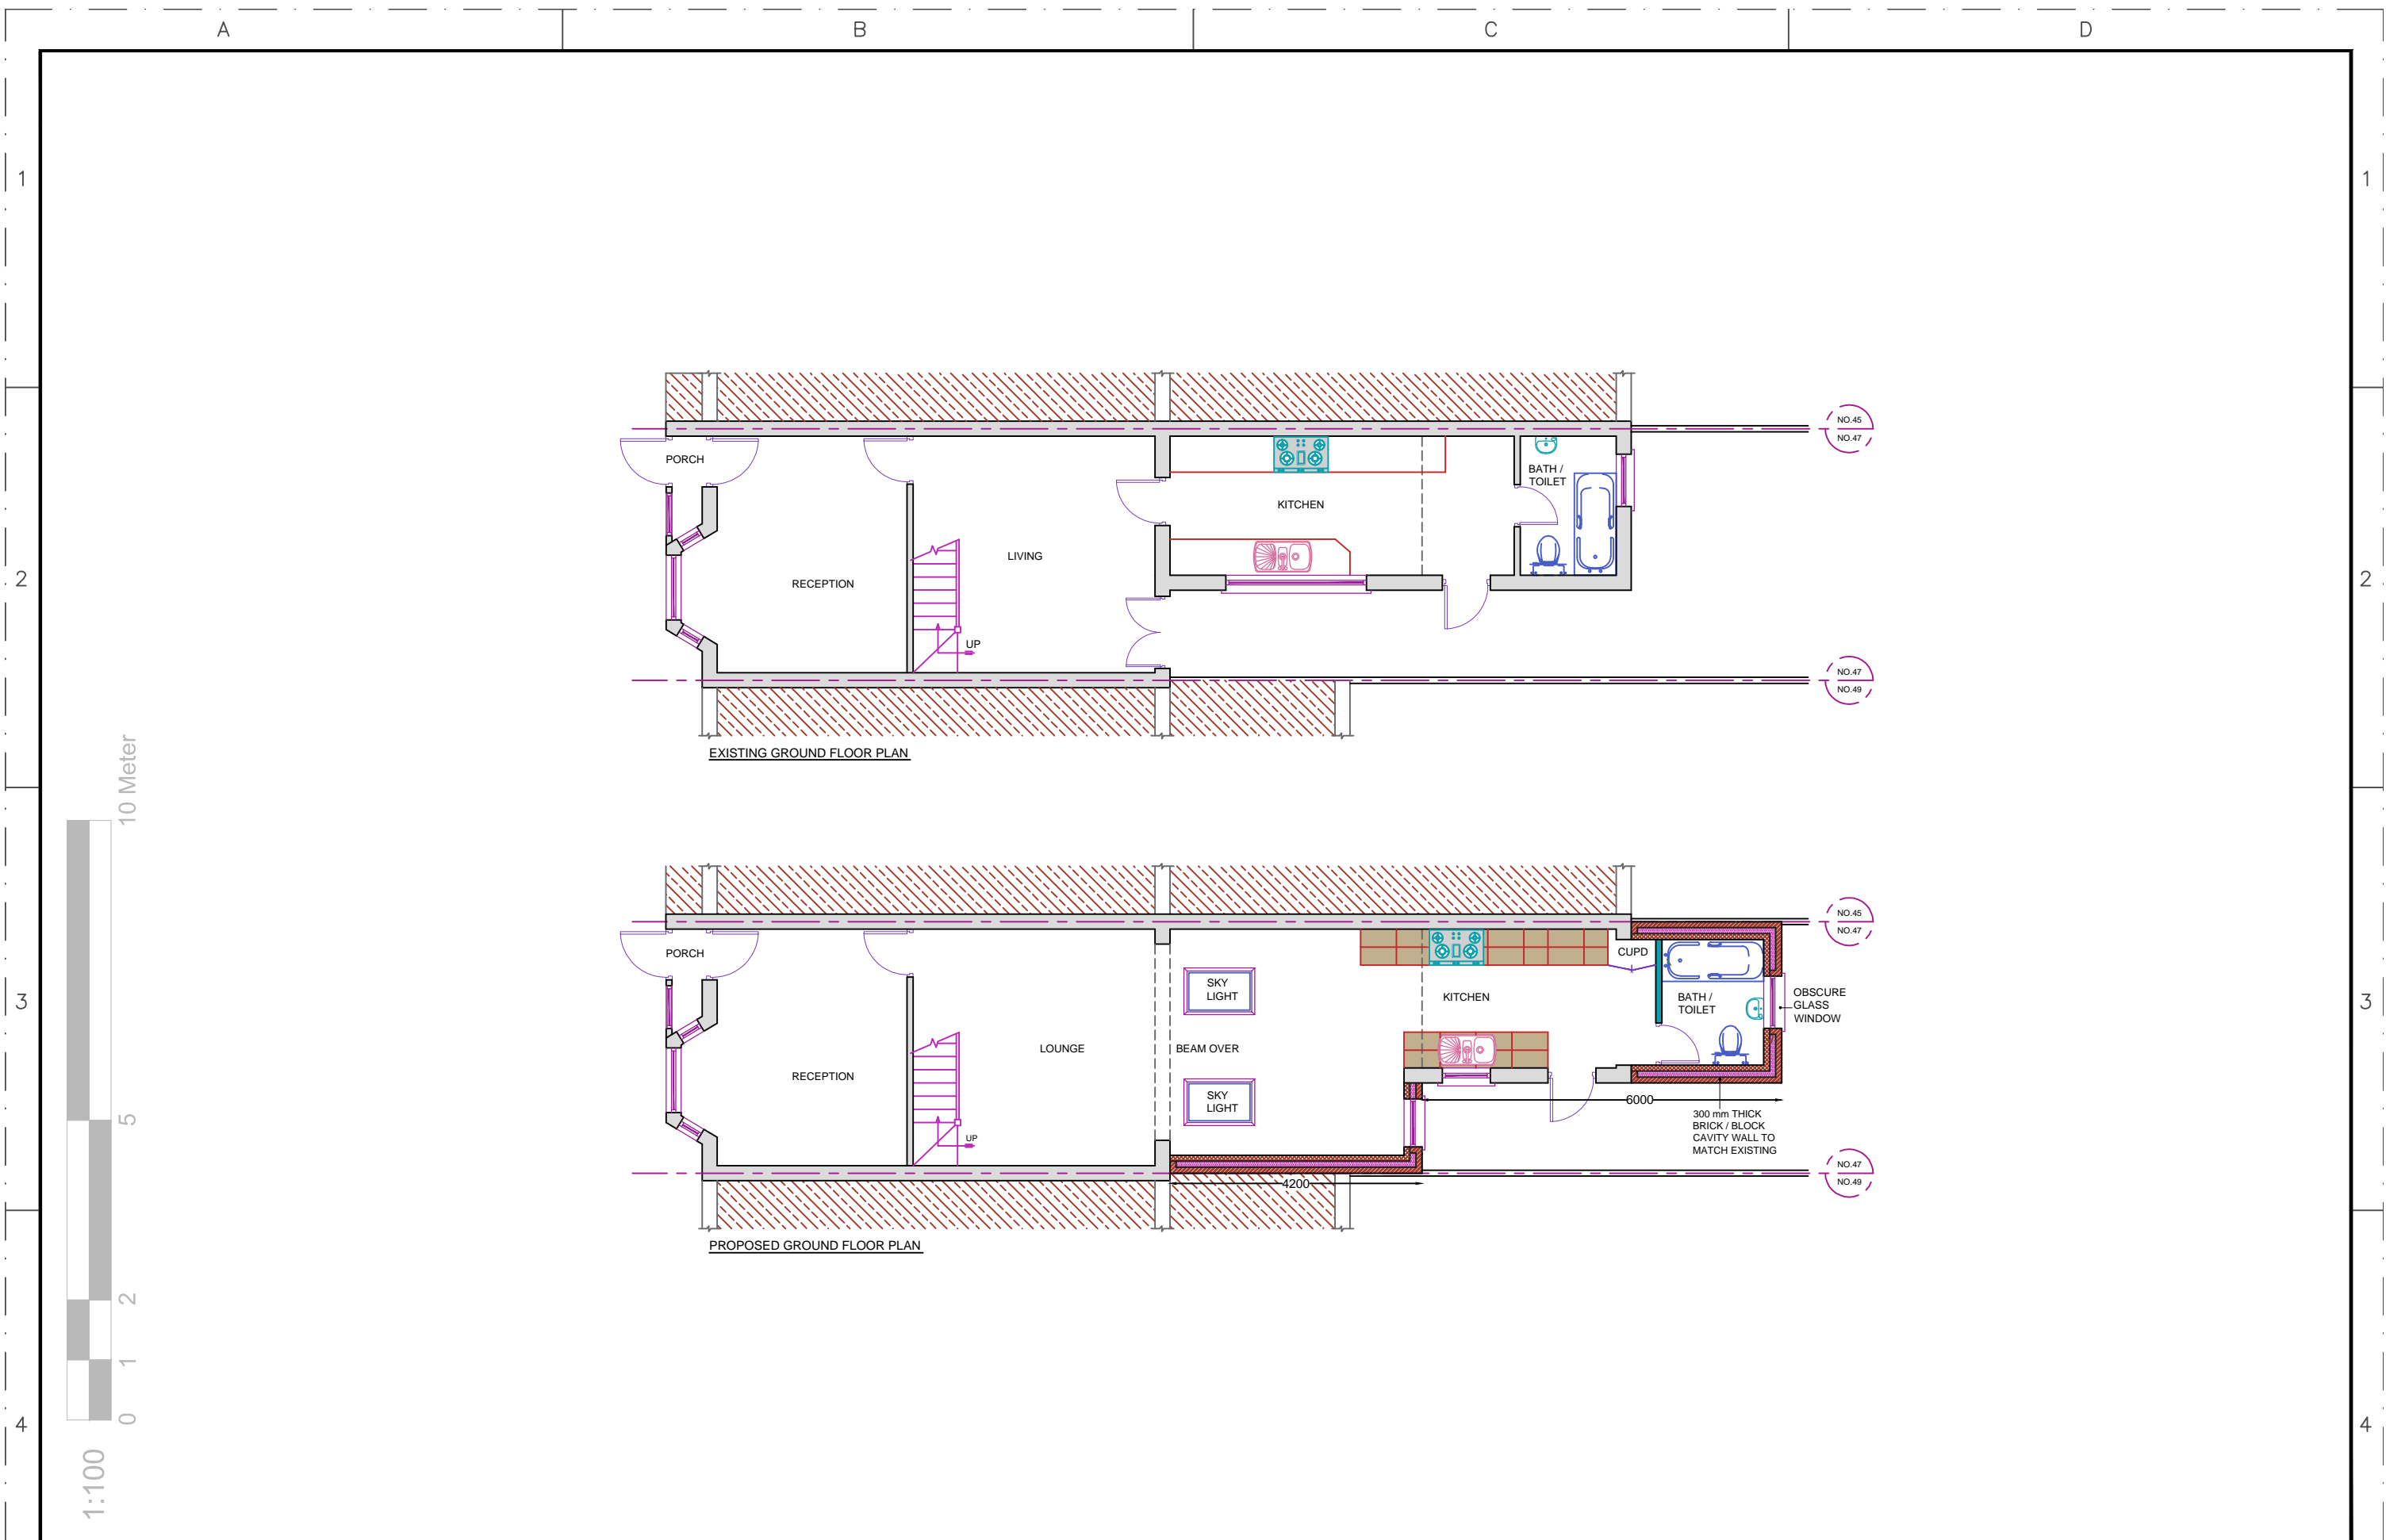 A
B
C
D
1
1
NO.45
NO.47
PORCH
BATH /
TOILET
KITCHEN
LIVING
RECEPTION
2
2
UP
NO.47
NO.49
EXISTING GROUND FLOOR PLAN
10 Meter
5
2
1
0
1:100
NO.45
NO.47
PORCH
CUPD
SKY
LIGHT
KITCHEN
BATH /
TOILET
OBSCURE
GLASS
WINDOW
3
3
LOUNGE
BEAM OVER
RECEPTION
SKY
LIGHT
6000
300 mm THICK
BRICK / BLOCK
CAVITY WALL TO
MATCH EXISTING
UP
4200
NO.47
NO.49
PROPOSED GROUND FLOOR PLAN
4
4